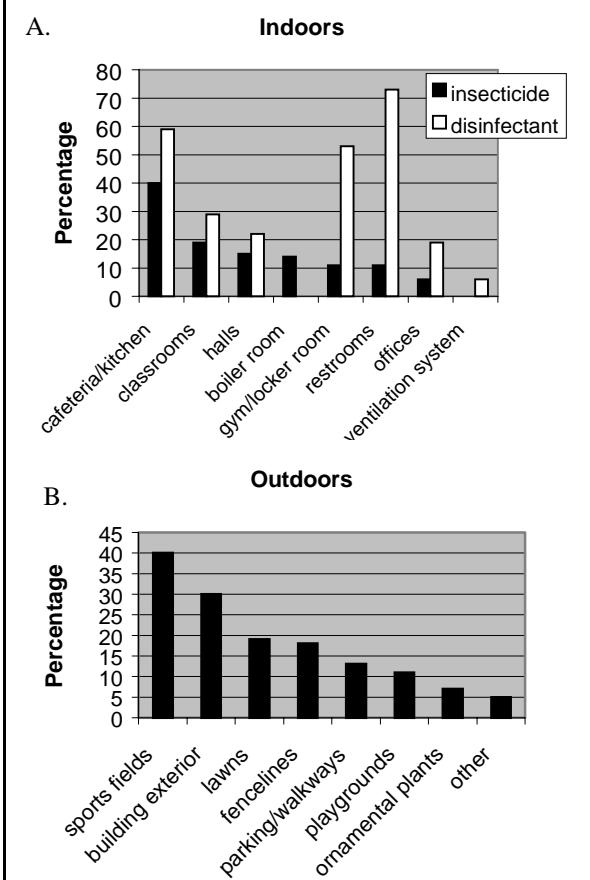 A.
Indoors
Percentage
80
70
60
50
40
30
20
10
0
insecticide
disinfectant
cafeteria/kitchen
classrooms
halls
boiler room
gym/locker room
restrooms
offices
ventilation system
B.
Outdoors
Percentage
45
40
35
30
25
20
15
10
5
0
sports fields
building exterior
lawns
fencelines
parking/walkways
playgrounds
ornamental plants
other